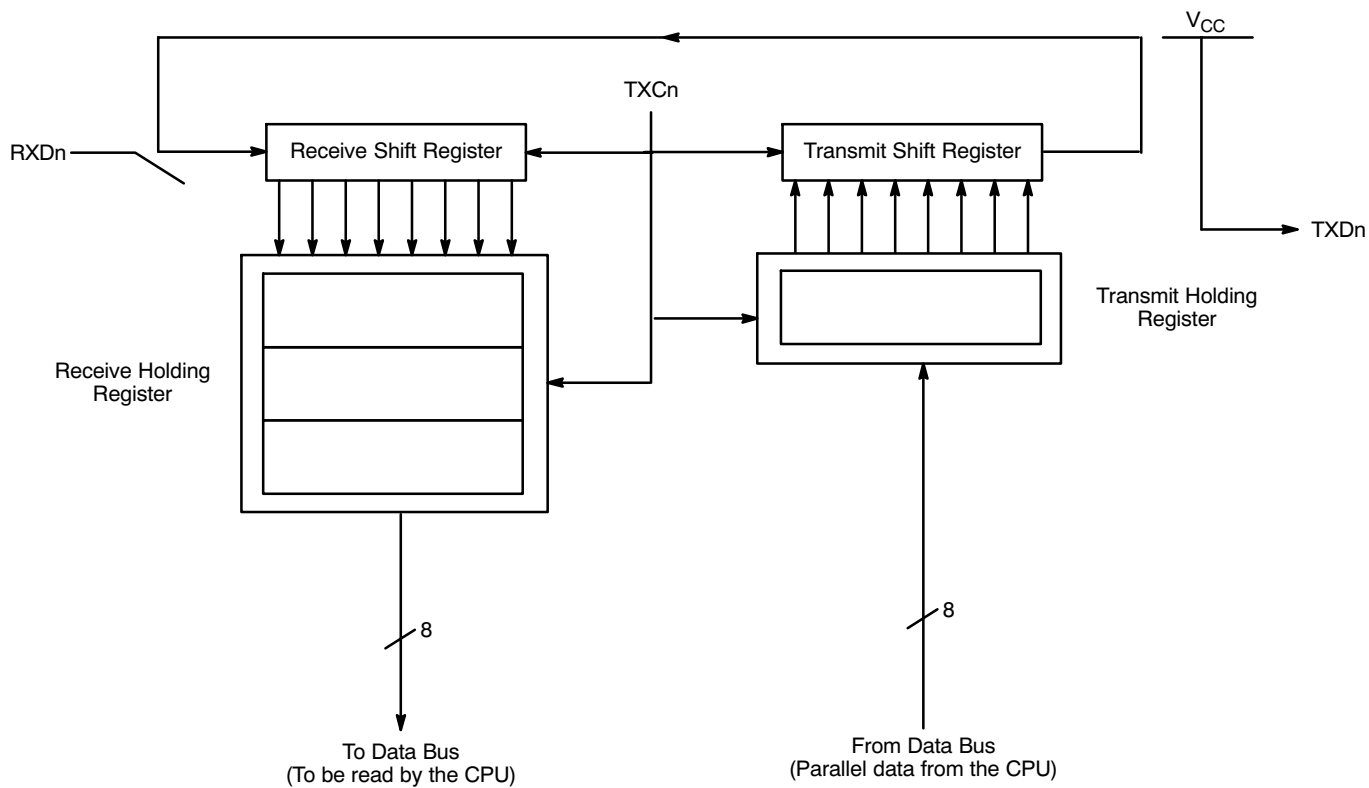 V_CC
TXCn
RXDn
Receive Shift Register
Transmit Shift Register
TXDn
Transmit Holding
Register
Receive Holding
Register
8
8
To Data Bus
(To be read by the CPU)
From Data Bus
(Parallel data from the CPU)